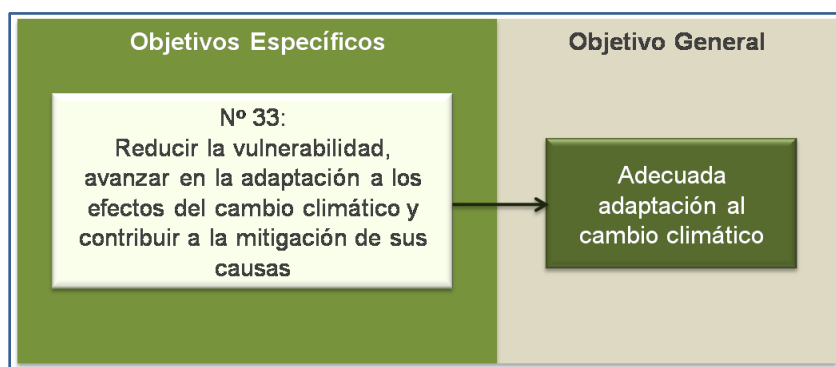 Objetivos Específicos
Objetivo General
Nº 33:
Reducir la vulnerabilidad,
avanzar en la adaptación a los
efectos del cambio climático y
contribuir a la mitigación de sus
causas
Adecuada
adaptación al
cambio climático